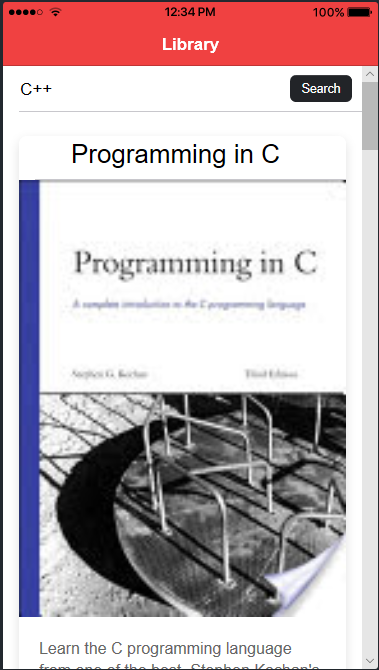 12:34 PM 100%
Library
C++ Search
Programming in C
Programming in C
A complete introduction to the C programming language
Stephen G. Kochan Third Edition
Learn the C programming language
from one of the best. Stephen Kochan's